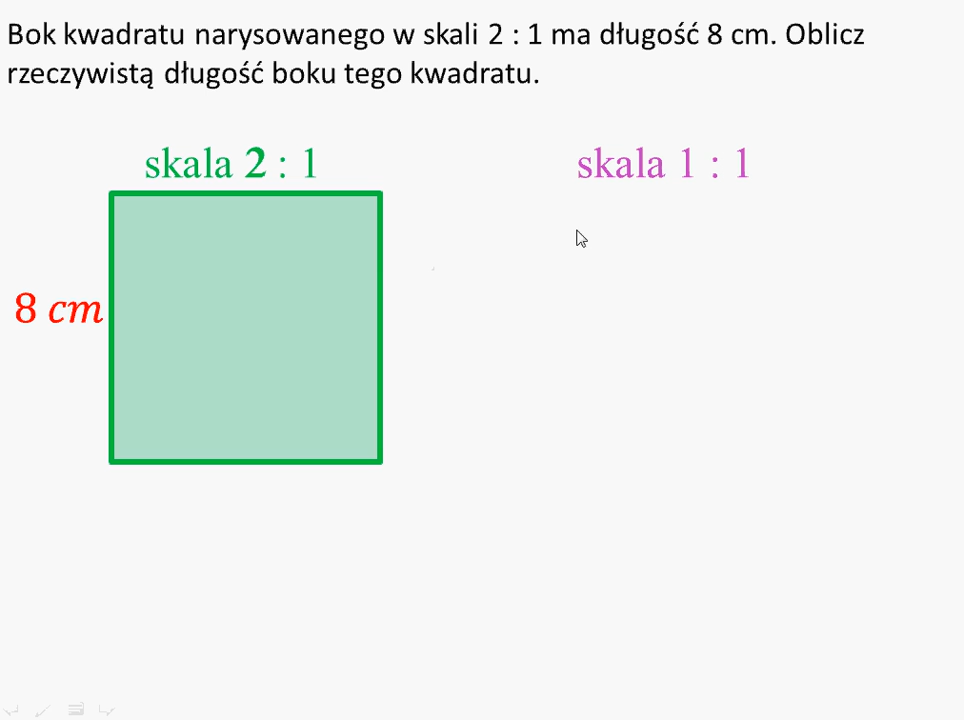 Bok kwadratu narysowanego w skali 2 : 1 ma długość 8 cm. Oblicz
rzeczywistą długość boku tego kwadratu.
skala 2 : 1
skala 1 : 1
8 cm